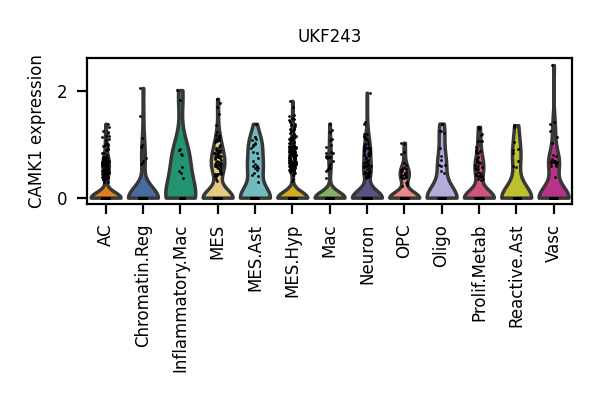 UKF243
CAMK1 expression
2
0
AC
Chromatin.Reg
Inflammatory.Mac
MES
MES.Ast
MES.Hyp
Mac
Neuron
OPC
Oligo
Prolif.Metab
Reactive.Ast
Vasc